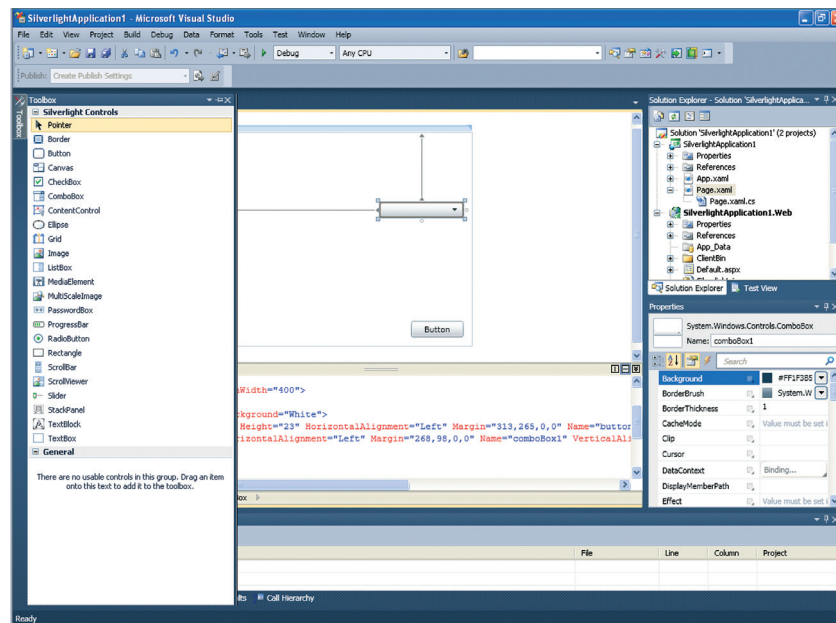 SilverlightApplication1 - Microsoft Visual Studio
File Edit View Project Build Debug Data Format Tools Test Window Help
Debug Any CPU
Publish: Create Publish Settings
Toolbox
Toolbox
Silverlight Controls
Pointer
Border
Button
Canvas
CheckBox
ComboBox
ContentControl
Ellipse
Grid
Image
ListBox
MediaElement
MultiScaleImage
PasswordBox
ProgressBar
RadioButton
Rectangle
ScrollBar
ScrollViewer
Slider
StackPanel
TextBlock
TextBox
General
There are no usable controls in this group. Drag an item
onto this text to add it to the toolbox.
Button
nWidth="400">
ckground="White">
Height="23" HorizontalAlignment="Left" Margin="313,265,0,0" Name="button
rizontalAlignment="Left" Margin="268,98,0,0" Name="comboBox1" VerticalAli
Box
File Line Column Project
lts Call Hierarchy
Solution Explorer - Solution 'SilverlightApplica...
Solution 'SilverlightApplication1' (2 projects)
SilverlightApplication1
Properties
References
App.xaml
Page.xaml
Page.xaml.cs
SilverlightApplication1.Web
Properties
References
App_Data
ClientBin
Default.aspx
Solution Explorer Test View
Properties
System.Windows.Controls.ComboBox
Name: comboBox1
Search
Background #FF1F3B5
BorderBrush System.W
BorderThickness 1
CacheMode Value must be set i
Clip
Cursor
DataContext Binding...
DisplayMemberPath
Effect Value must be set i
Ready